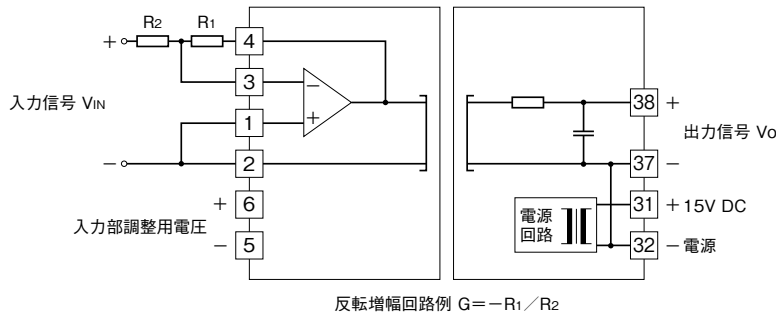 R2 R1
+ 4
3 −
入力信号 VIN
1 +
− 2
+ 6
入力部調整用電圧
− 5
38 +
出力信号 Vo
37 −
電源
回路
31 +15V DC
32 −電源
反転増幅回路例 G=−R1/R2